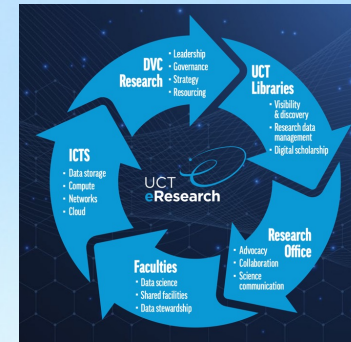 DVC
Research
• Leadership
• Governance
• Strategy
• Resourcing
UCT
Libraries
• Visibility
& discovery
• Research data
management
• Digital scholarship
Research
Office
• Advocacy
• Collaboration
• Science
communication
Faculties
• Data science
• Shared facilities
• Data stewardship
ICTS
• Data storage
• Compute
• Networks
• Cloud
UCT
eResearch